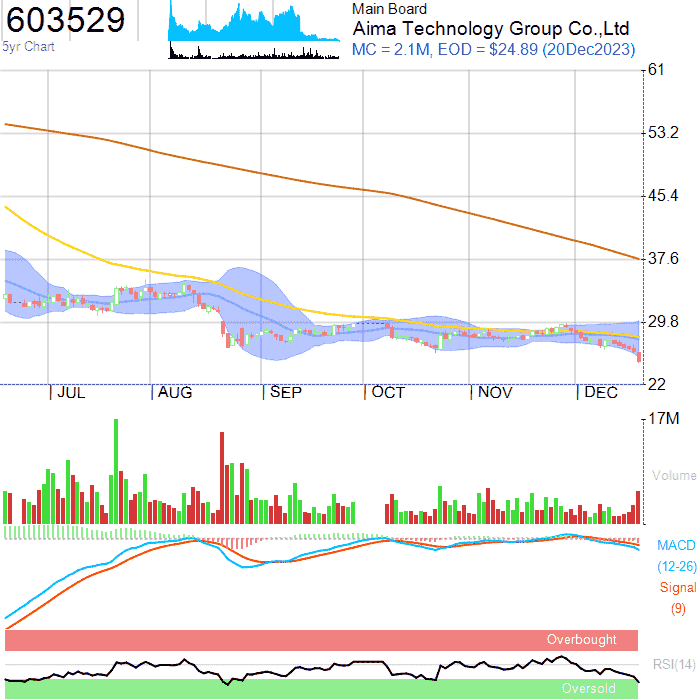 603529
5yr Chart
Main Board
Aima Technology Group Co.,Ltd
MC = 2.1M, EOD = $24.89 (20Dec2023)
61
53.2
45.4
37.6
29.8
22
JUL AUG SEP OCT NOV DEC
17M
Volume
MACD
(12-26)
Signal
(9)
Overbought
RSI(14)
Oversold